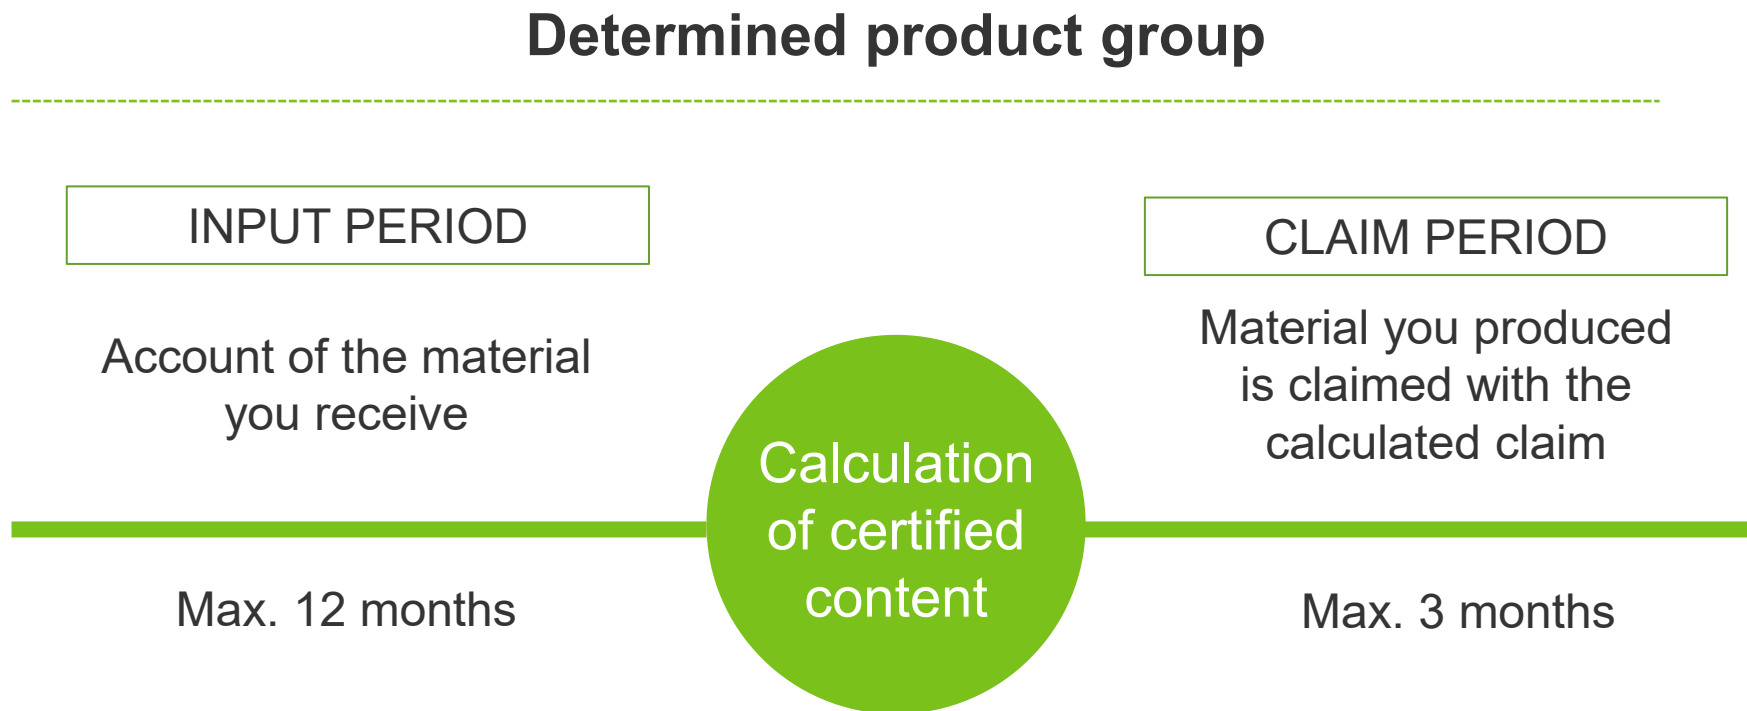 Determined product group
INPUT PERIOD
Account of the material
you receive
Max. 12 months
Calculation
of certified
content
CLAIM PERIOD
Material you produced
is claimed with the
calculated claim
Max. 3 months